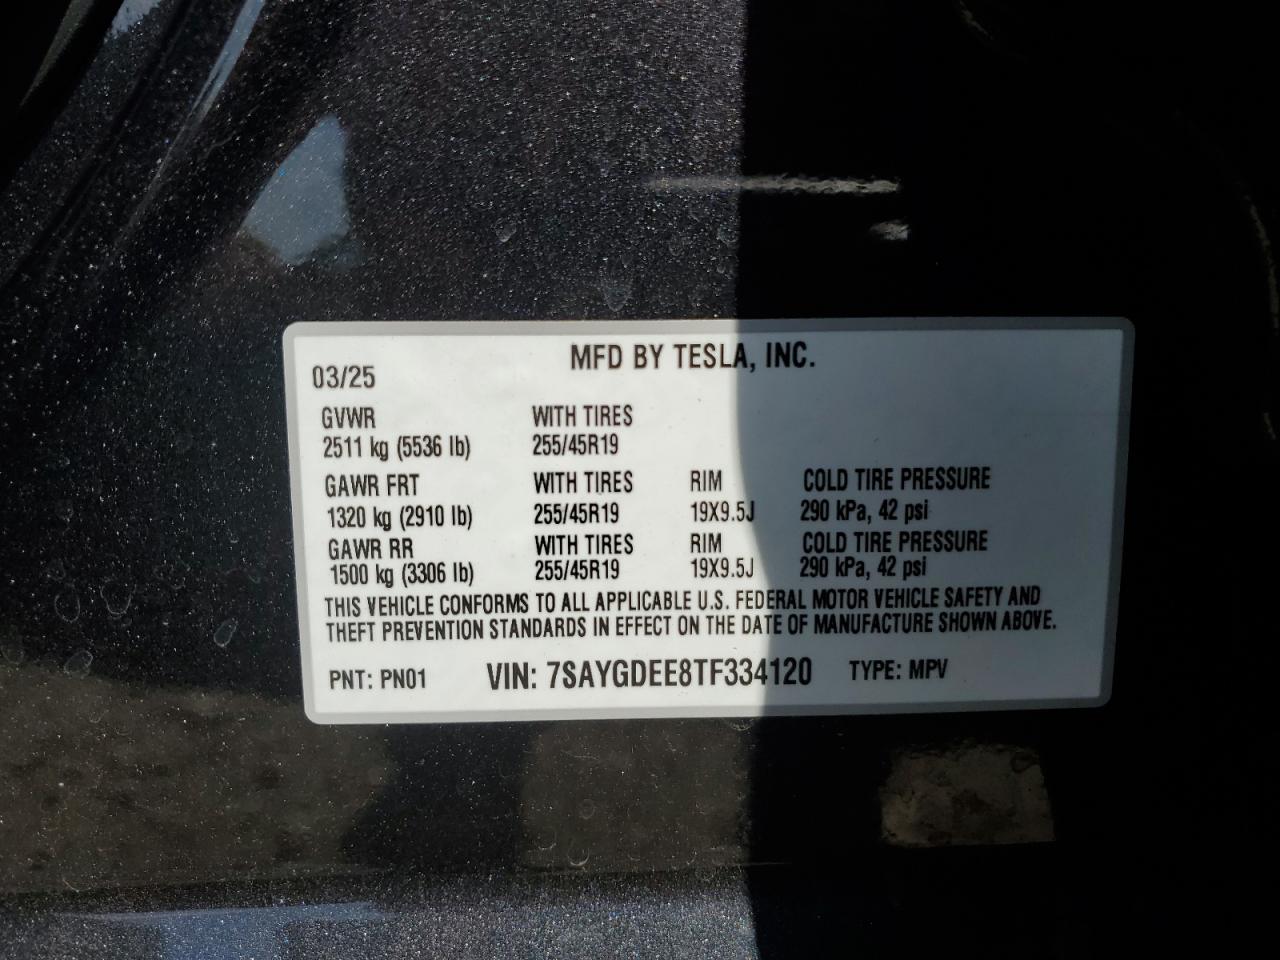 MFD BY TESLA, INC.
03/25
GVWR WITH TIRES
2511 kg (5536 lb) 255/45R19
GAWR FRT WITH TIRES RIM COLD TIRE PRESSURE
1320 kg (2910 lb) 255/45R19 19X9.5J 290 kPa, 42 psi
GAWR RR WITH TIRES RIM COLD TIRE PRESSURE
1500 kg (3306 lb) 255/45R19 19X9.5J 290 kPa, 42 psi
THIS VEHICLE CONFORMS TO ALL APPLICABLE U.S. FEDERAL MOTOR VEHICLE SAFETY AND
THEFT PREVENTION STANDARDS IN EFFECT ON THE DATE OF MANUFACTURE SHOWN ABOVE.
PNT: PN01 VIN: 7SAYGDEE8TF334120 TYPE: MPV